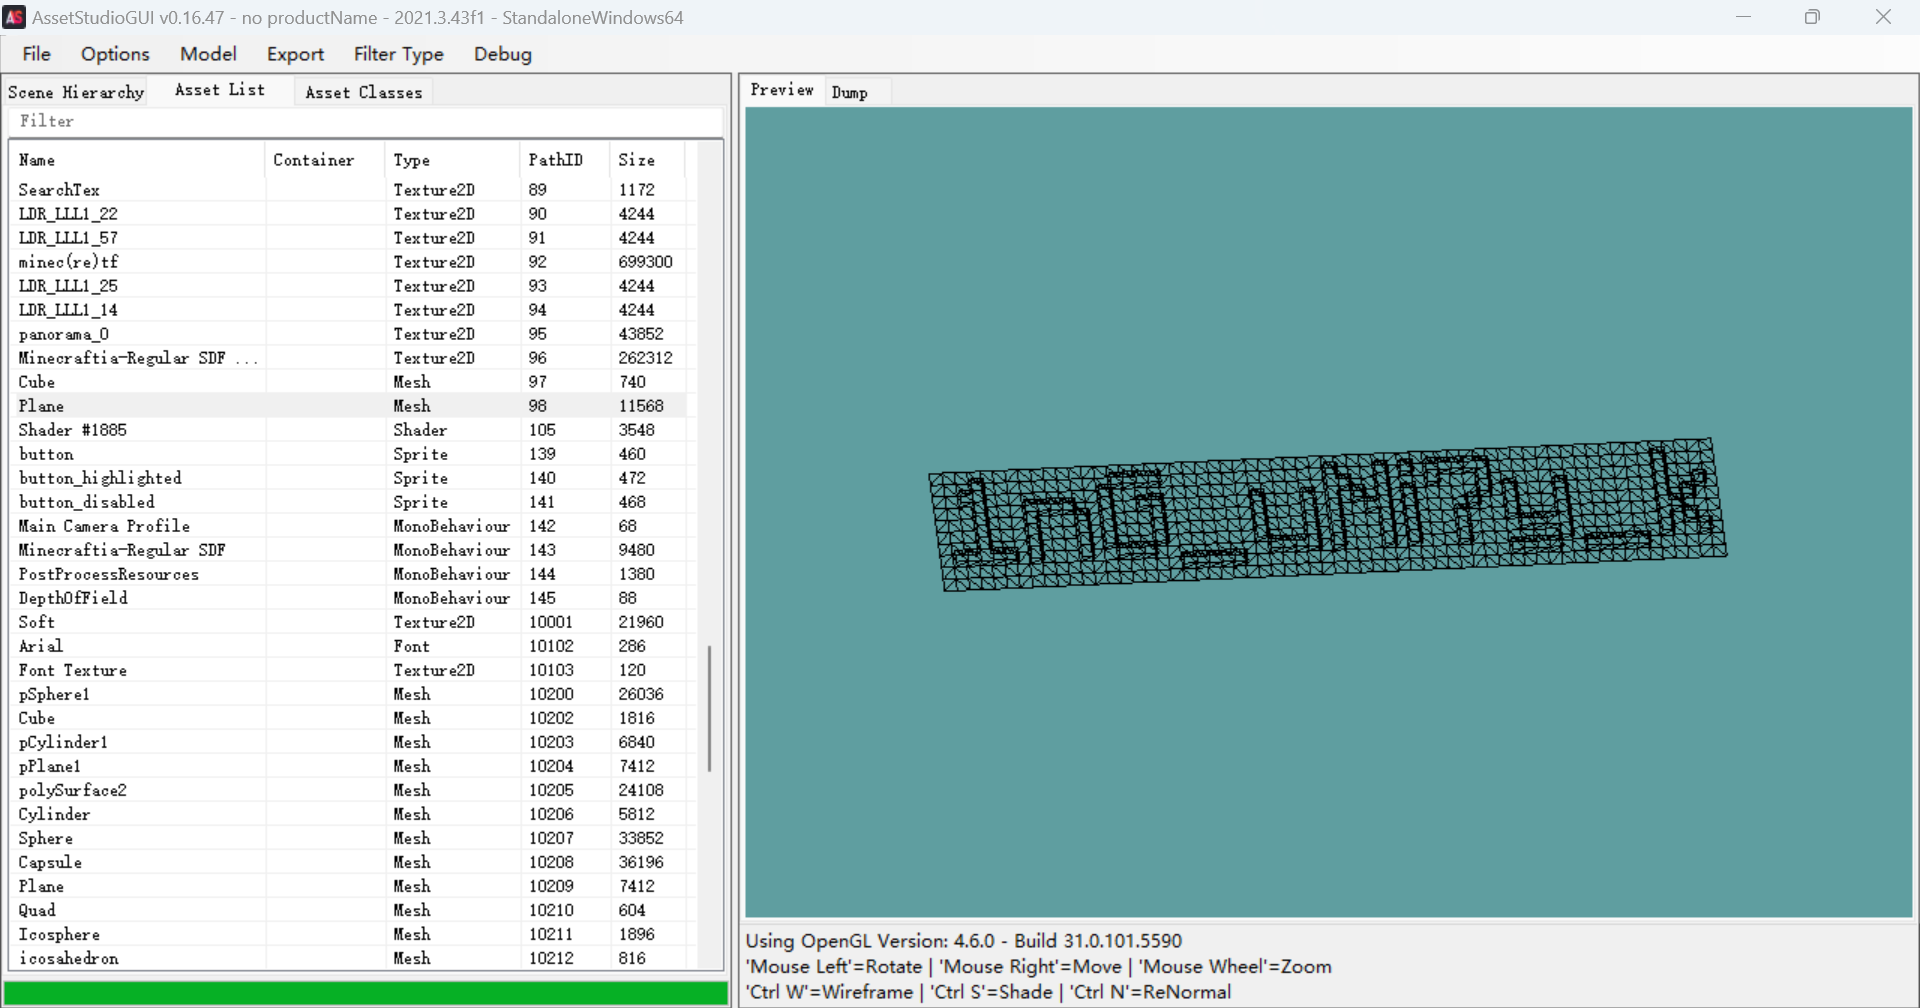 AssetStudioGUI v0.16.47 - no productName - 2021.3.43f1 - StandaloneWindows64
File Options Model Export Filter Type Debug
Scene Hierarchy Asset List Asset Classes
Filter
Name Container Type PathID Size
SearchTex Texture2D 89 1172
LDR_LLL1_22 Texture2D 90 4244
LDR_LLL1_57 Texture2D 91 4244
minec(re)tf Texture2D 92 699300
LDR_LLL1_25 Texture2D 93 4244
LDR_LLL1_14 Texture2D 94 4244
panorama_0 Texture2D 95 43852
Minecraftia-Regular SDF ... Texture2D 96 262312
Cube Mesh 97 740
Plane Mesh 98 11568
Shader #1885 Shader 105 3548
button Sprite 139 460
button_highlighted Sprite 140 472
button_disabled Sprite 141 468
Main Camera Profile MonoBehaviour 142 68
Minecraftia-Regular SDF MonoBehaviour 143 9480
PostProcessResources MonoBehaviour 144 1380
DepthOfField MonoBehaviour 145 88
Soft Texture2D 10001 21960
Arial Font 10102 286
Font Texture Texture2D 10103 120
pSphere1 Mesh 10200 26036
Cube Mesh 10202 1816
pCylinder1 Mesh 10203 6840
pPlane1 Mesh 10204 7412
polySurface2 Mesh 10205 24108
Cylinder Mesh 10206 5812
Sphere Mesh 10207 33852
Capsule Mesh 10208 36196
Plane Mesh 10209 7412
Quad Mesh 10210 604
Icosphere Mesh 10211 1896
icosahedron Mesh 10212 816
Preview Dump
Using OpenGL Version: 4.6.0 - Build 31.0.101.5590
'Mouse Left'=Rotate | 'Mouse Right'=Move | 'Mouse Wheel'=Zoom
'Ctrl W'=Wireframe | 'Ctrl S'=Shade | 'Ctrl N'=ReNormal